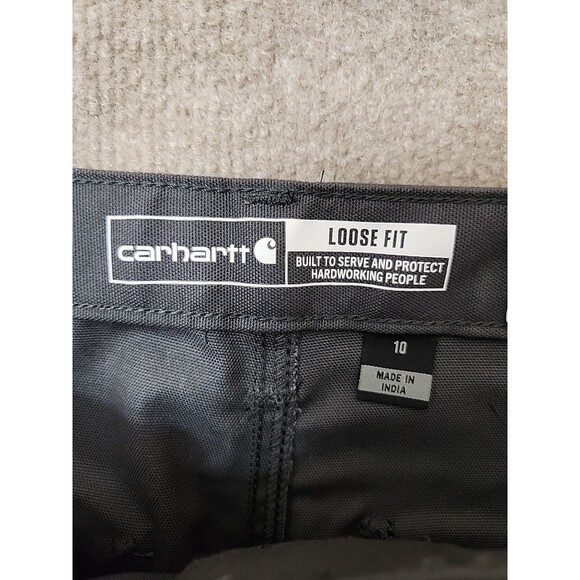 carhartt
LOOSE FIT
BUILT TO SERVE AND PROTECT
HARDWORKING PEOPLE
10
MADE IN
INDIA